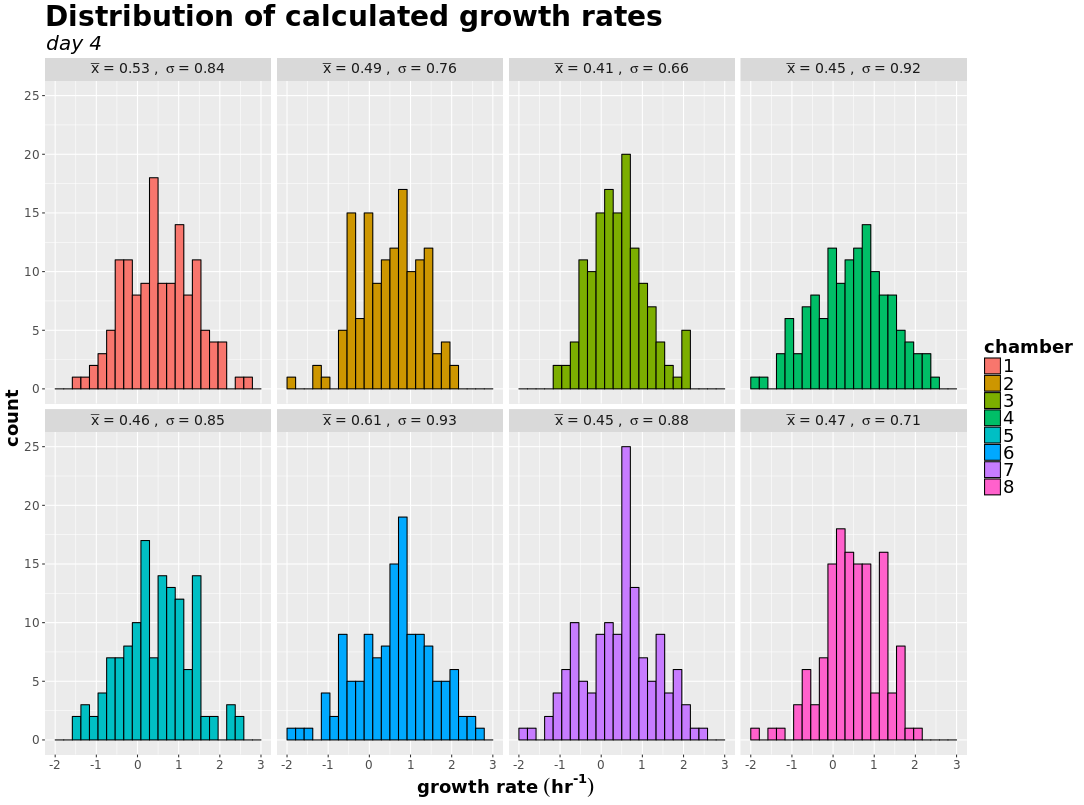 Distribution of calculated growth rates
day 4
x̅ = 0.53 , σ = 0.84
x̅ = 0.49 , σ = 0.76
x̅ = 0.41 , σ = 0.66
x̅ = 0.45 , σ = 0.92
25
20
15
10
5
0
x̅ = 0.46 , σ = 0.85
x̅ = 0.61 , σ = 0.93
x̅ = 0.45 , σ = 0.88
x̅ = 0.47 , σ = 0.71
25
20
15
10
5
0
-2 -1 0 1 2 3
-2 -1 0 1 2 3
-2 -1 0 1 2 3
-2 -1 0 1 2 3
count
growth rate (hr⁻¹)
chamber
1
2
3
4
5
6
7
8